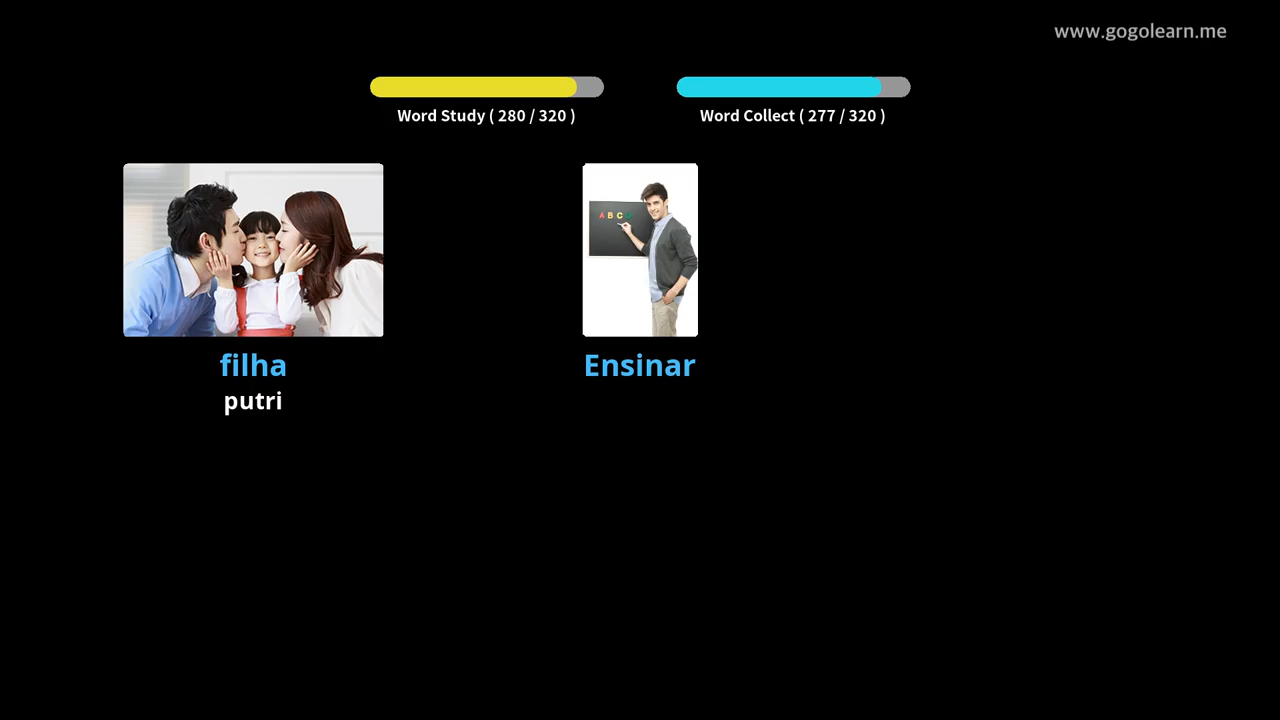 www.gogolearn.me
Word Study ( 280 / 320 )
Word Collect ( 277 / 320 )
A B C
filha
putri
Ensinar